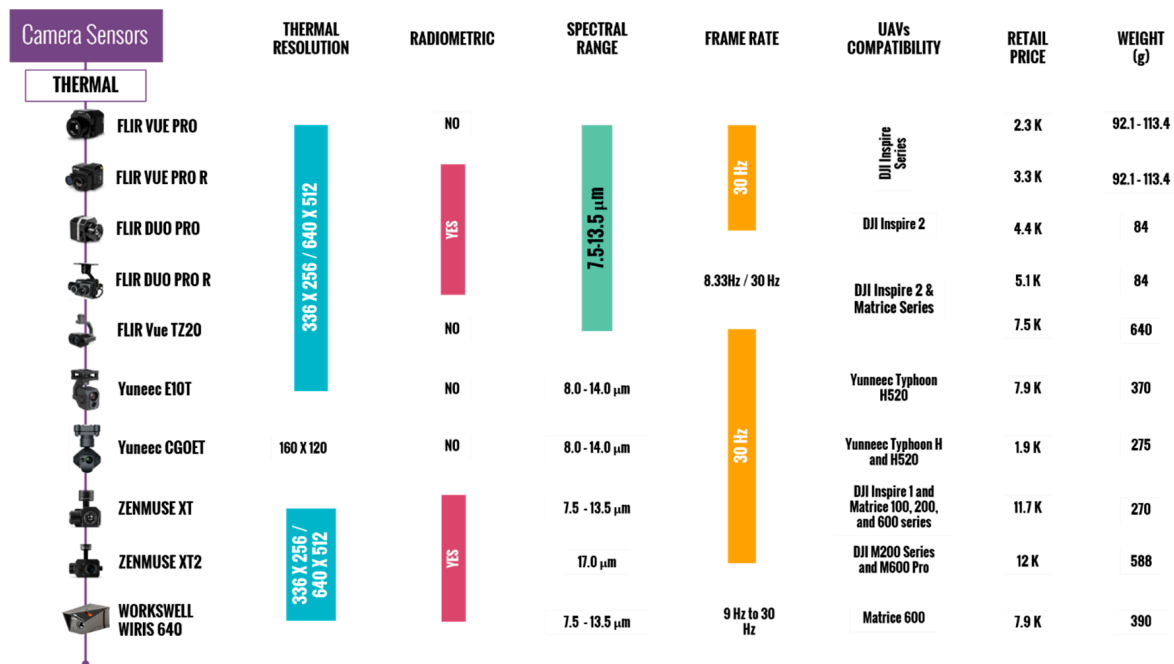 Camera Sensors
THERMAL
RESOLUTION
RADIOMETRIC
SPECTRAL
RANGE
FRAME RATE
UAVs
COMPATIBILITY
RETAIL
PRICE
WEIGHT
(g)
THERMAL
FLIR VUE PRO
NO
2.3 K
92.1 - 113.4
FLIR VUE PRO R
3.3 K
92.1 - 113.4
336 X 256 / 640 X 512
YES
7.5-13.5 μm
30 Hz
DJI Inspire
Series
FLIR DUO PRO
DJI Inspire 2
4.4 K
84
FLIR DUO PRO R
8.33Hz / 30 Hz
DJI Inspire 2 &
Matrice Series
5.1 K
84
FLIR Vue TZ20
NO
7.5 K
640
Yuneec E10T
NO
8.0 - 14.0 μm
Yunneec Typhoon
H520
7.9 K
370
Yuneec CGOET
160 X 120
NO
8.0 - 14.0 μm
30 Hz
Yunneec Typhoon H
and H520
1.9 K
275
ZENMUSE XT
7.5 - 13.5 μm
DJI Inspire 1 and
Matrice 100, 200,
and 600 series
11.7 K
270
336 X 256 /
640 X 512
YES
ZENMUSE XT2
17.0 μm
DJI M200 Series
and M600 Pro
12 K
588
WORKSWELL
WIRIS 640
7.5 - 13.5 μm
9 Hz to 30
Hz
Matrice 600
7.9 K
390